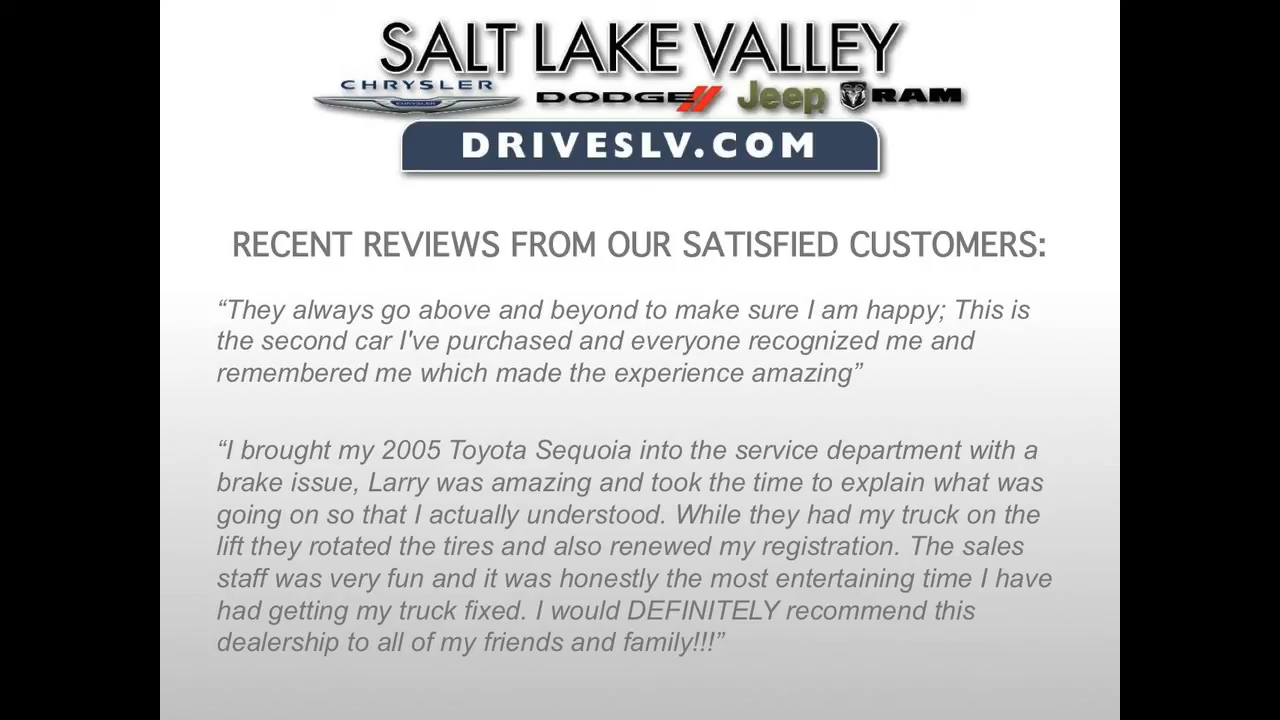 SALT LAKE VALLEY
CHRYSLER DODGE Jeep RAM
CHRYSLER
DRIVESLV.COM
RECENT REVIEWS FROM OUR SATISFIED CUSTOMERS:
“They always go above and beyond to make sure I am happy; This is
the second car I've purchased and everyone recognized me and
remembered me which made the experience amazing”
“I brought my 2005 Toyota Sequoia into the service department with a
brake issue, Larry was amazing and took the time to explain what was
going on so that I actually understood. While they had my truck on the
lift they rotated the tires and also renewed my registration. The sales
staff was very fun and it was honestly the most entertaining time I have
had getting my truck fixed. I would DEFINITELY recommend this
dealership to all of my friends and family!!!”